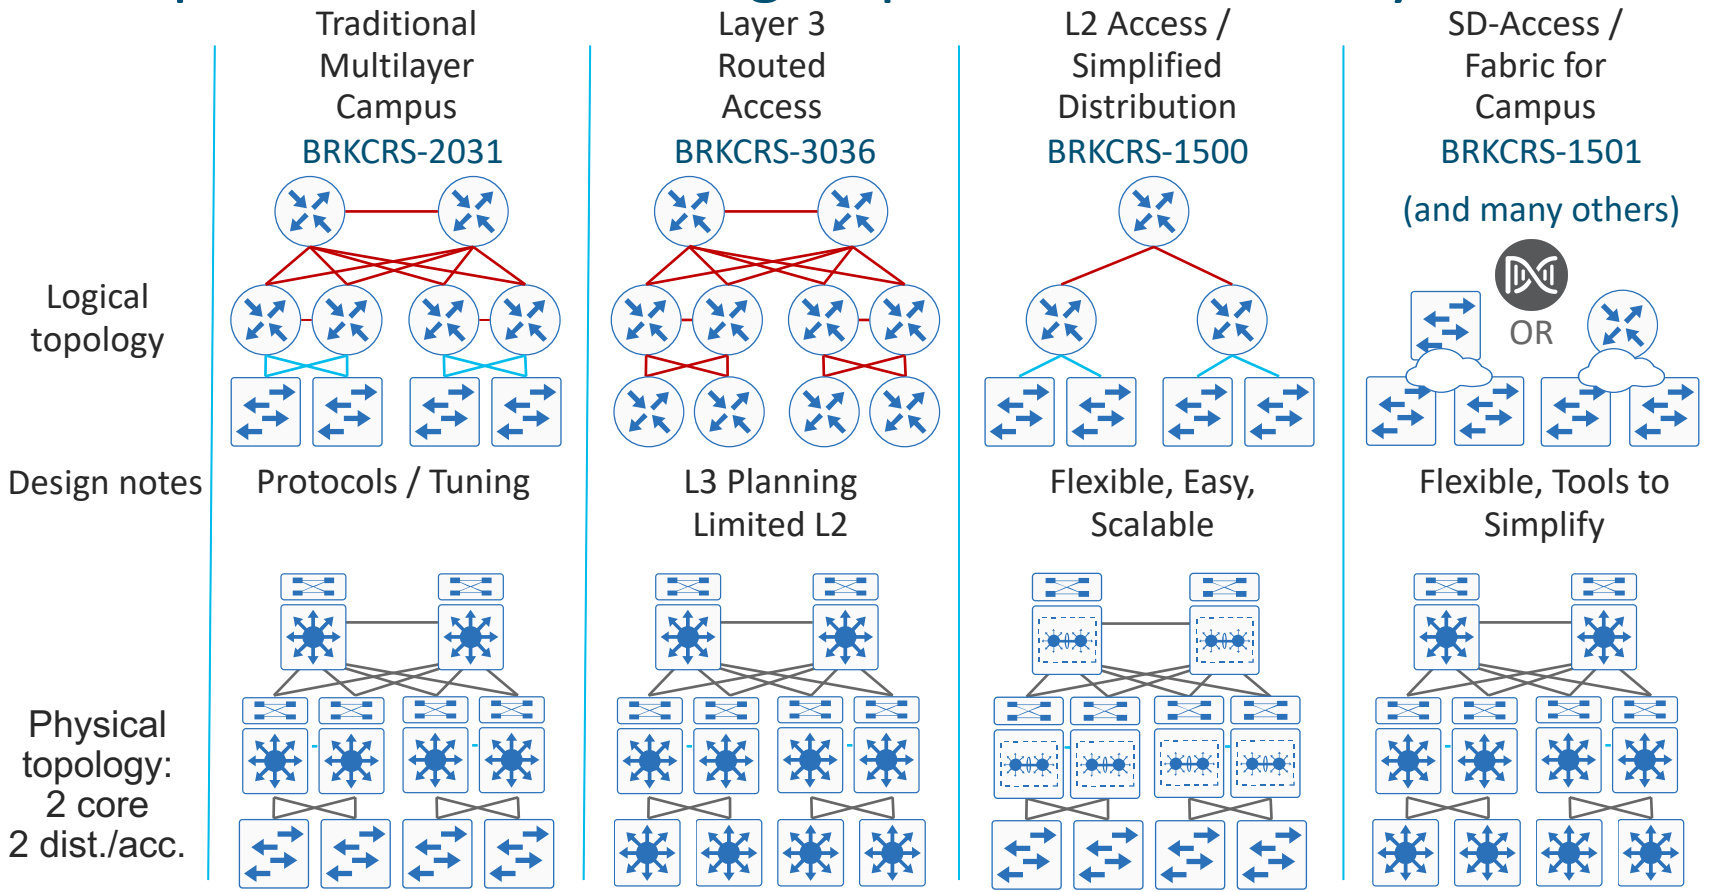 Traditional
Multilayer
Campus
BRKCRS-2031
Layer 3
Routed
Access
BRKCRS-3036
L2 Access /
Simplified
Distribution
BRKCRS-1500
SD-Access /
Fabric for
Campus
BRKCRS-1501
(and many others)
OR
Logical
topology
Design notes
Protocols / Tuning
L3 Planning
Limited L2
Flexible, Easy,
Scalable
Flexible, Tools to
Simplify
Physical
topology:
2 core
2 dist./acc.